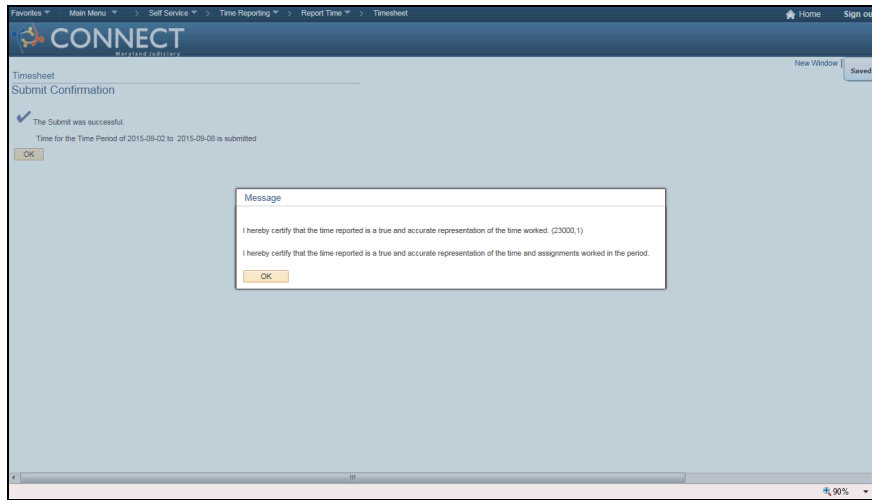 Favorites Main Menu > Self Service > Time Reporting > Report Time > Timesheet
Home Sign ou
CONNECT
Maryland Judiciary
New Window |
Saved
Timesheet
Submit Confirmation
The Submit was successful.
Time for the Time Period of 2015-09-02 to 2015-09-08 is submitted
OK
Message
I hereby certify that the time reported is a true and accurate representation of the time worked. (23000,1)
I hereby certify that the time reported is a true and accurate representation of the time and assignments worked in the period.
OK
90%